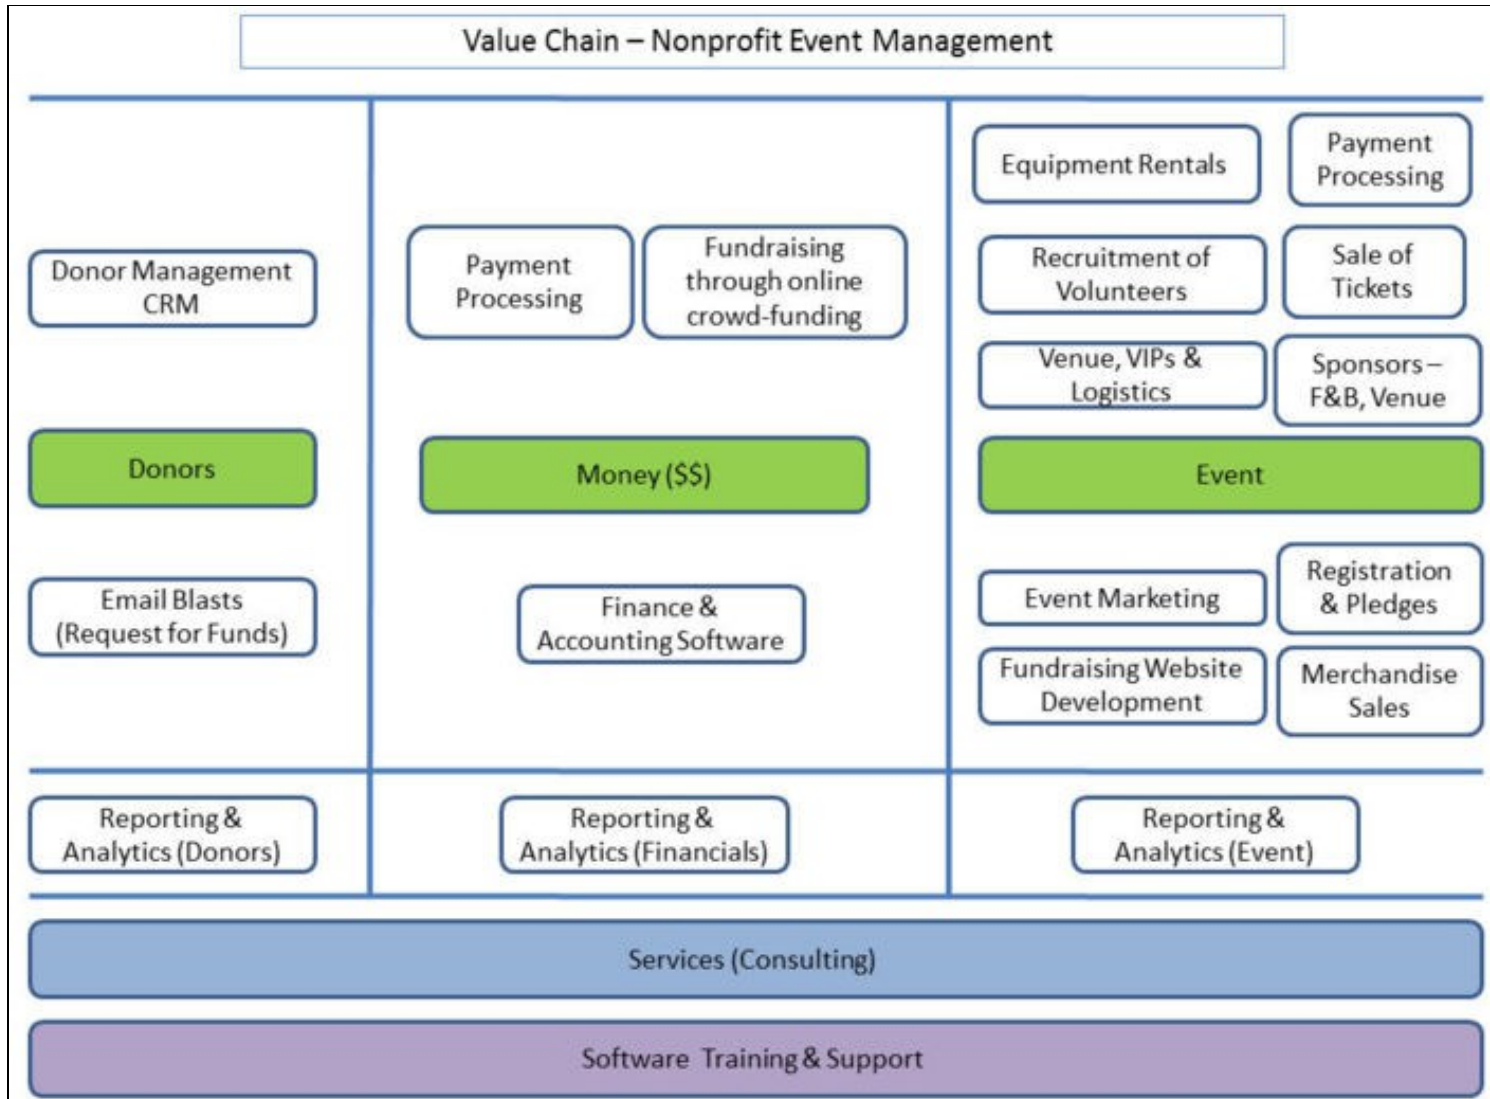 Value Chain – Nonprofit Event Management
Donor Management
CRM
Donors
Email Blasts
(Request for Funds)
Payment
Processing
Fundraising
through online
crowd-funding
Money ($$)
Finance &
Accounting Software
Equipment Rentals
Payment
Processing
Recruitment of
Volunteers
Sale of
Tickets
Venue, VIPs &
Logistics
Sponsors –
F&B, Venue
Event
Event Marketing
Registration
& Pledges
Fundraising Website
Development
Merchandise
Sales
Reporting &
Analytics (Donors)
Reporting &
Analytics (Financials)
Reporting &
Analytics (Event)
Services (Consulting)
Software Training & Support